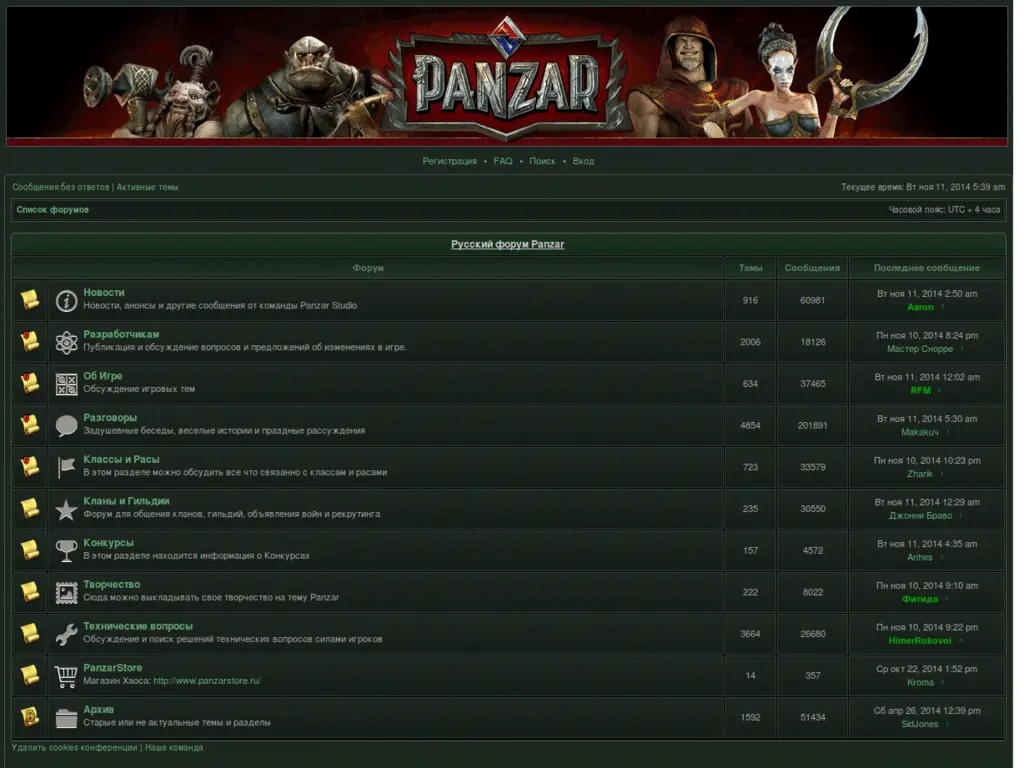 PANZAR
Регистрация • FAQ • Поиск • Вход
Сообщения без ответов | Активные темы
Текущее время: Вт ноя 11, 2014 5:39 am
Список форумов
Часовой пояс: UTC + 4 часа
Русский форум Panzar
Форум Темы Сообщения Последнее сообщение
Новости
Новости, анонсы и другие сообщения от команды Panzar Studio
916 60981
Вт ноя 11, 2014 2:50 am
Aaron
Разработчикам
Публикация и обсуждение вопросов и предложений об изменениях в игре.
2006 18126
Пн ноя 10, 2014 8:24 pm
Мастер Снорре
Об Игре
Обсуждение игровых тем
634 37465
Вт ноя 11, 2014 12:02 am
RFM
Разговоры
Задушевные беседы, веселые истории и праздные рассуждения
4854 201891
Вт ноя 11, 2014 5:30 am
Makakuч
Классы и Расы
В этом разделе можно обсудить все что связанно с классам и расами
723 33579
Пн ноя 10, 2014 10:23 pm
Zharik
Кланы и Гильдии
Форум для общения кланов, гильдий, объявления войн и рекрутинга
235 30550
Вт ноя 11, 2014 12:29 am
Джонни Браво
Конкурсы
В этом разделе находится информация о Конкурсах
157 4572
Вт ноя 11, 2014 4:35 am
Anhes
Творчество
Сюда можно выкладывать свое творчество на тему Panzar
222 8022
Пн ноя 10, 2014 9:10 am
Фитида
Технические вопросы
Обсуждение и поиск решений технических вопросов силами игроков
3664 26680
Пн ноя 10, 2014 9:22 pm
HimerRokovoi
PanzarStore
Магазин Хаоса: http://www.panzarstore.ru/
14 357
Ср окт 22, 2014 1:52 pm
Kroma
Архив
Старые или не актуальные темы и разделы
1592 51434
Сб апр 26, 2014 12:39 pm
SidJones
Удалить cookies конференции | Наша команда